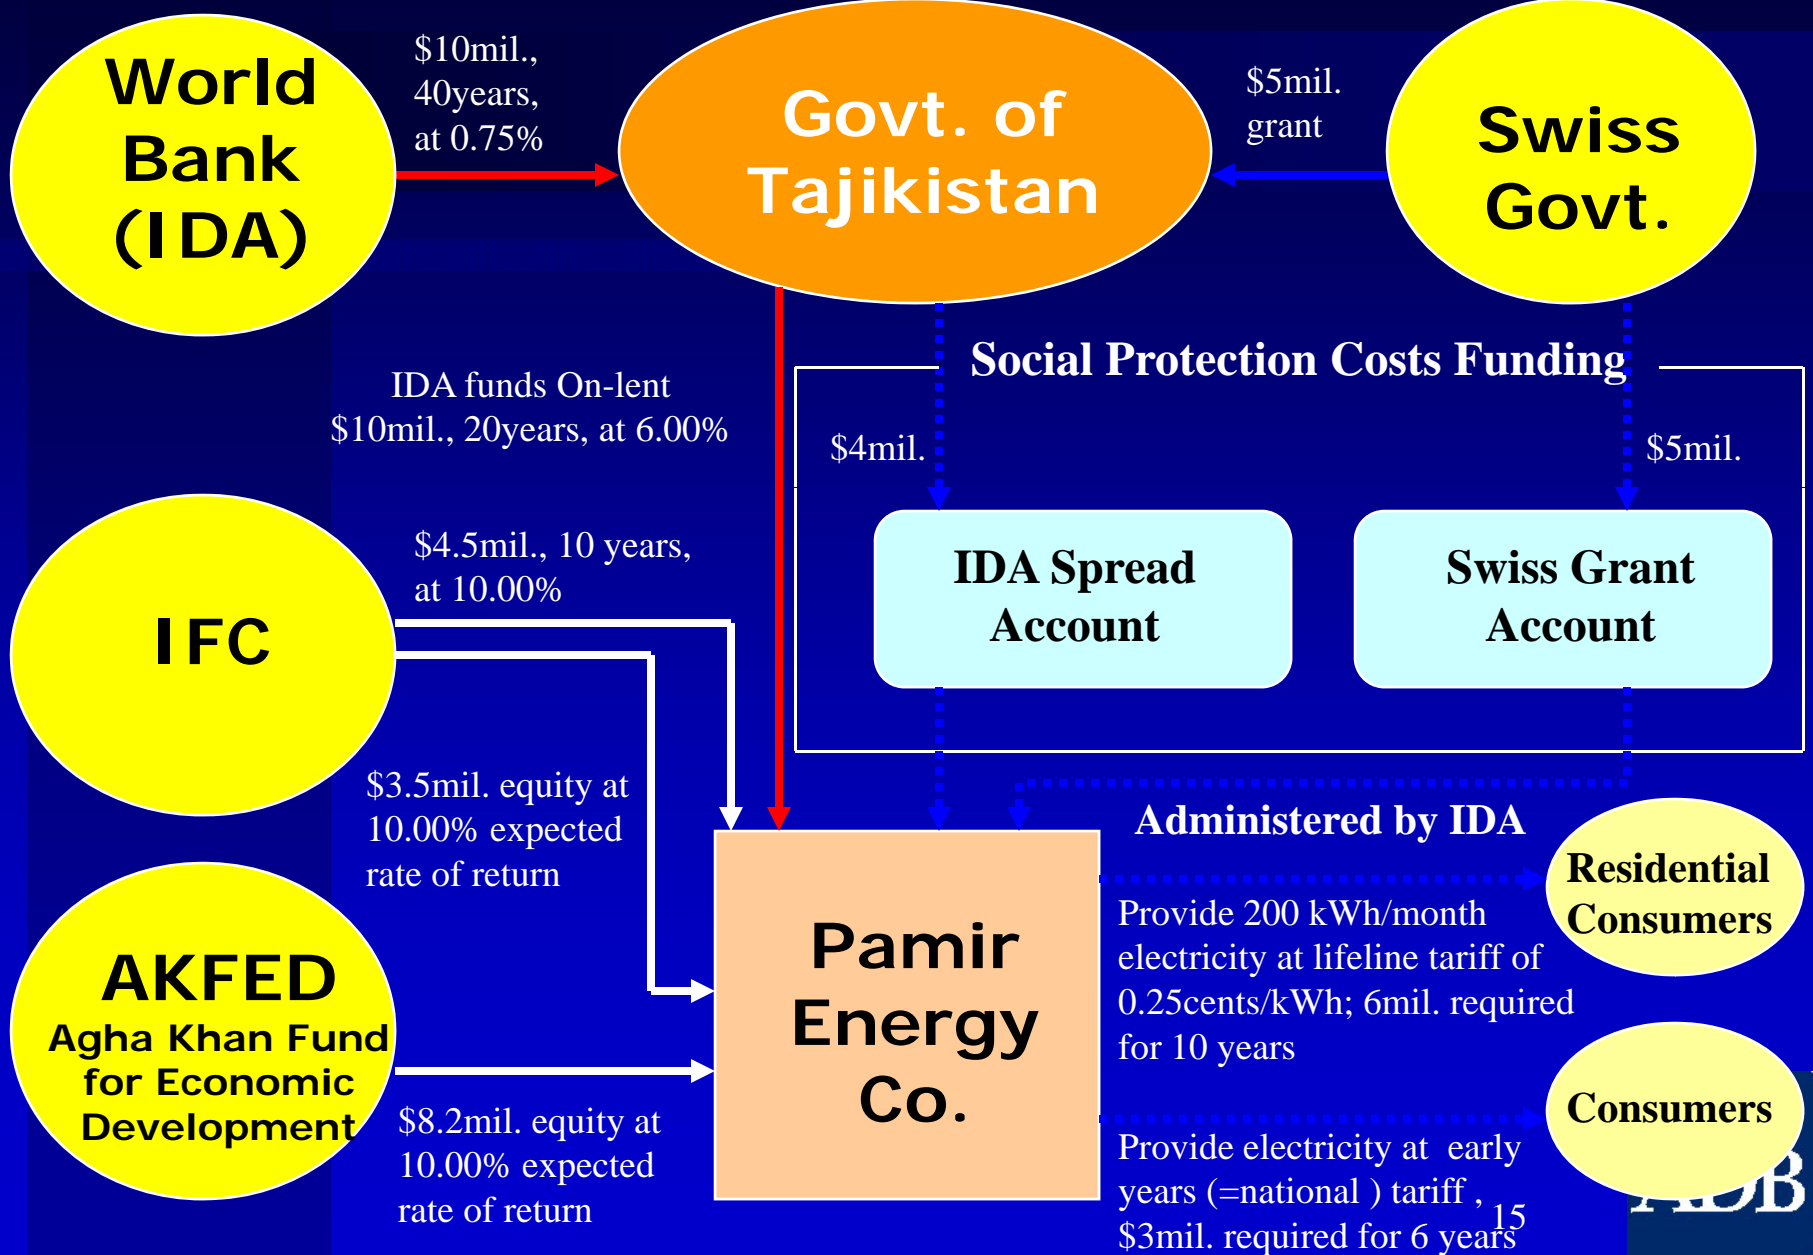 World
Bank
(IDA)
$10mil.,
40years,
at 0.75%
Govt. of
Tajikistan
$5mil.
grant
Swiss
Govt.
Social Protection Costs Funding
IDA funds On-lent
$10mil., 20years, at 6.00%
$4mil.
$5mil.
IDA Spread
Account
Swiss Grant
Account
IFC
$4.5mil., 10 years,
at 10.00%
$3.5mil. equity at
10.00% expected
rate of return
Administered by IDA
AKFED
Agha Khan Fund
for Economic
Development
$8.2mil. equity at
10.00% expected
rate of return
Pamir
Energy
Co.
Residential
Consumers
Provide 200 kWh/month
electricity at lifeline tariff of
0.25cents/kWh; 6mil. required
for 10 years
Consumers
Provide electricity at early
years (=national ) tariff ,
$3mil. required for 6 years
15
ADB